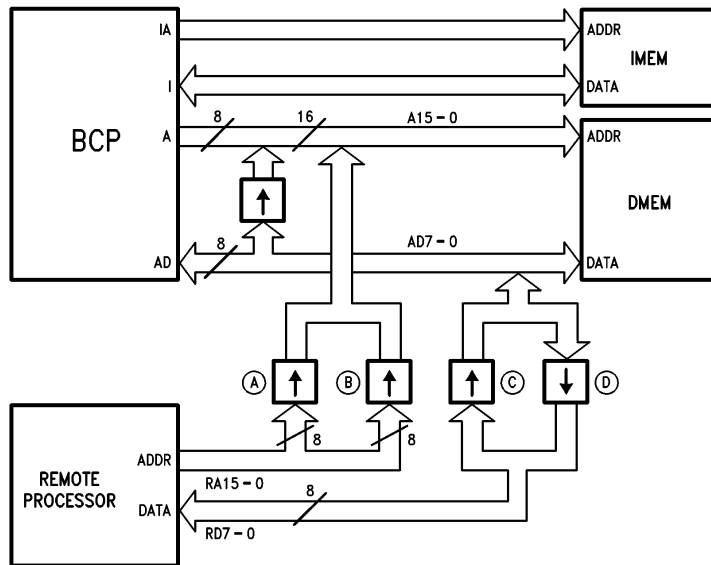 IA
ADDR
IMEM
BCP
I
DATA
8
16
A15-0
A
ADDR
DMEM
8
AD7-0
AD
DATA
A
B
C
D
8
8
ADDR
RA15-0
REMOTE
PROCESSOR
8
DATA
RD7-0